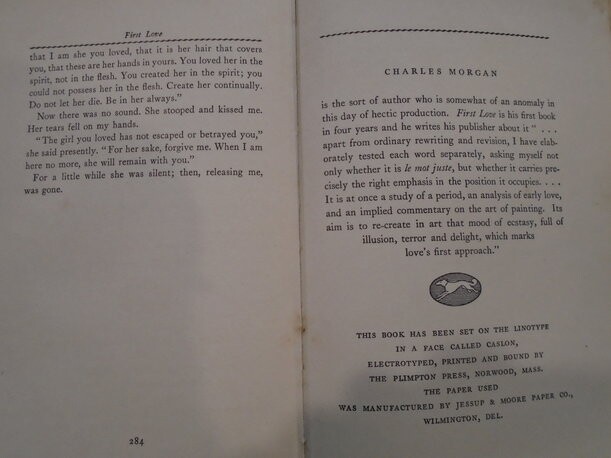 First Love
that I am she you loved, that it is her hair that covers
you, that these are her hands in yours. You loved her in the
spirit, not in the flesh. You created her in the spirit; you
could not possess her in the flesh. Create her continually.
Do not let her die. Be in her always."
Now there was no sound. She stooped and kissed me.
Her tears fell on my hands.
"The girl you loved has not escaped or betrayed you,"
she said presently. "For her sake, forgive me. When I am
here no more, she will remain with you."
For a little while she was silent; then, releasing me,
was gone.
284
CHARLES MORGAN
is the sort of author who is somewhat of an anomaly in
this day of hectic production. First Love is his first book
in four years and he writes his publisher about it " . . .
apart from ordinary rewriting and revision, I have elab-
orately tested each word separately, asking myself not
only whether it is le mot juste, but whether it carries pre-
cisely the right emphasis in the position it occupies. . . .
It is at once a study of a period, an analysis of early love,
and an implied commentary on the art of painting. Its
aim is to re-create in art that mood of ecstasy, full of
illusion, terror and delight, which marks
love's first approach."
THIS BOOK HAS BEEN SET ON THE LINOTYPE
IN A FACE CALLED CASLON,
ELECTROTYPED, PRINTED AND BOUND BY
THE PLIMPTON PRESS, NORWOOD, MASS.
THE PAPER USED
WAS MANUFACTURED BY JESSUP & MOORE PAPER CO.,
WILMINGTON, DEL.